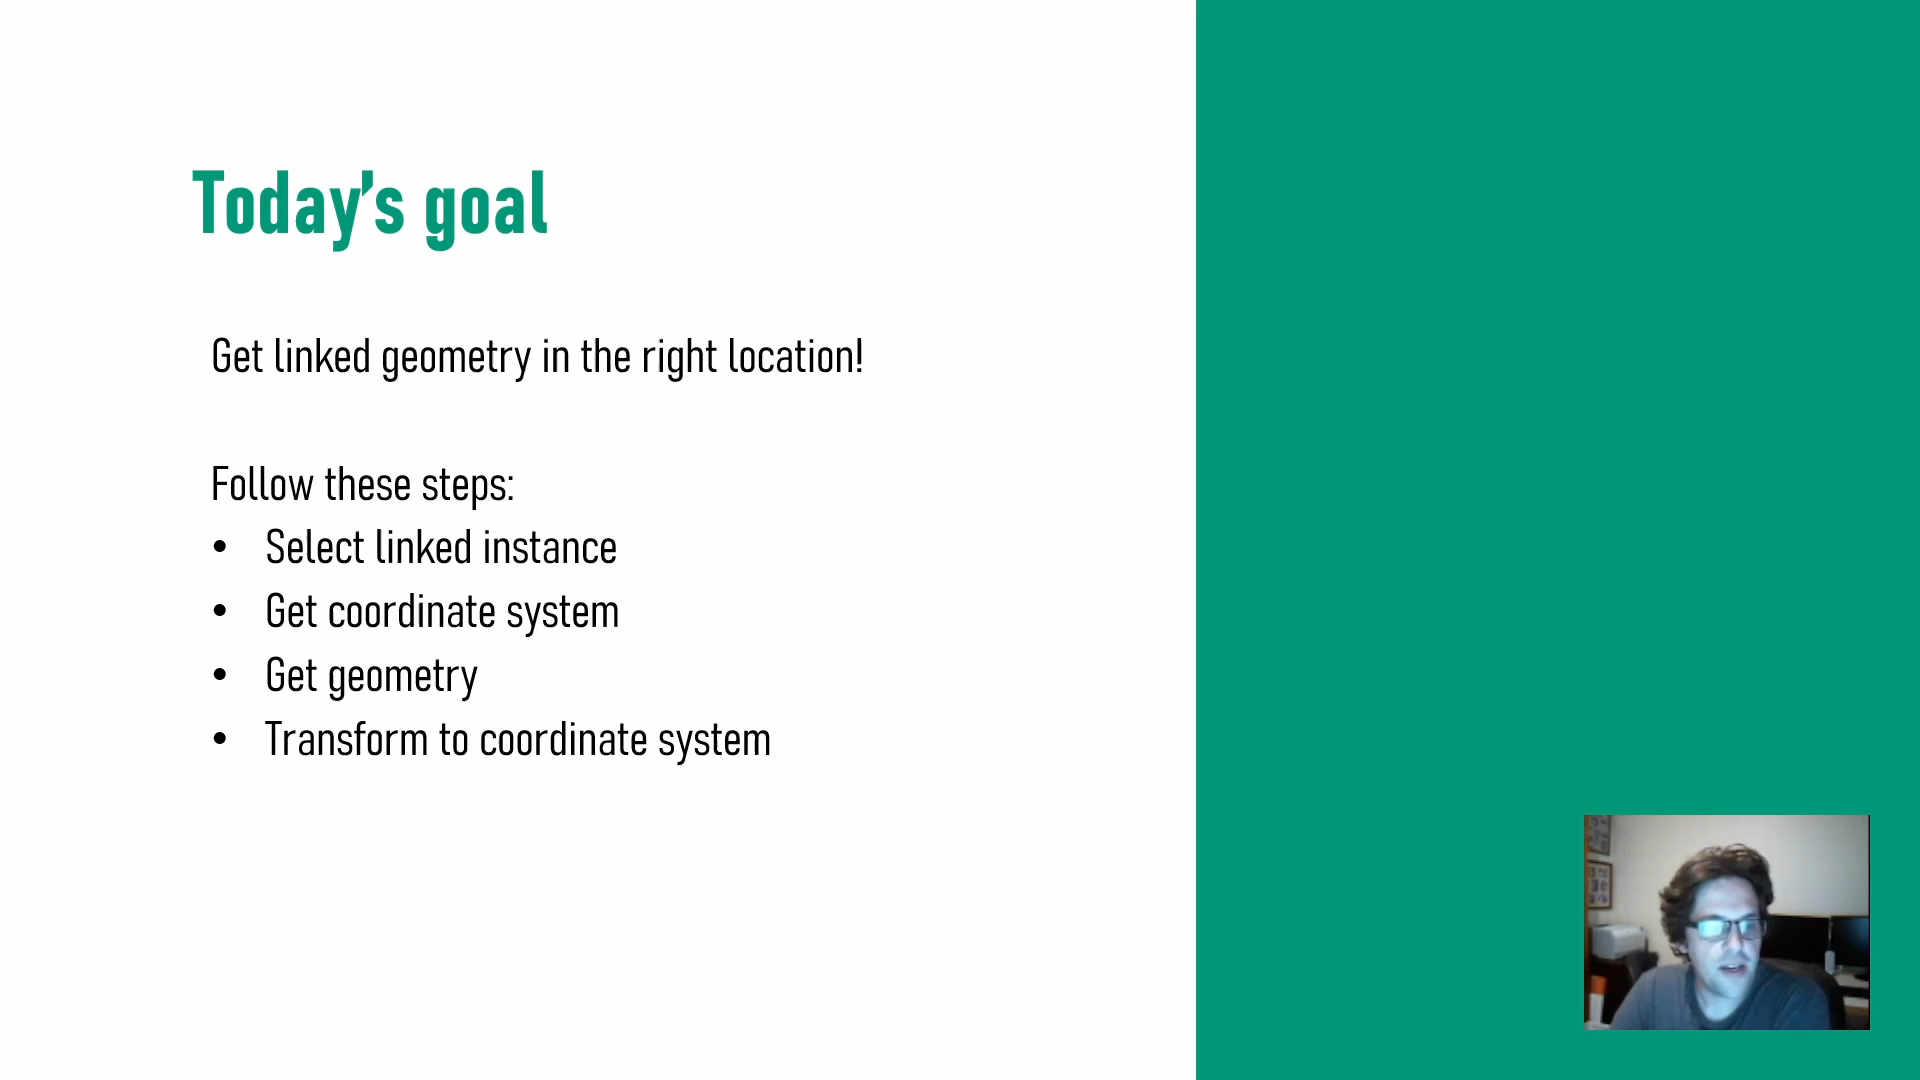 Today's goal
Get linked geometry in the right location!
Follow these steps:
• Select linked instance
• Get coordinate system
• Get geometry
• Transform to coordinate system